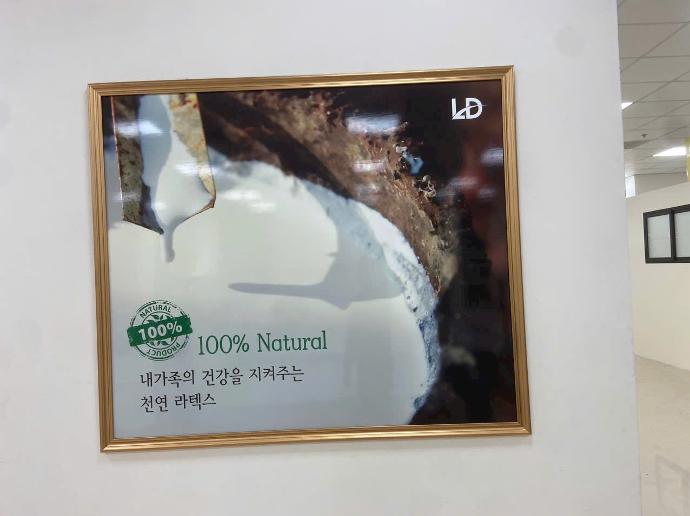 LD
NATURAL
100%
PRODUCT
100% Natural
내가족의 건강을 지켜주는
천연 라텍스